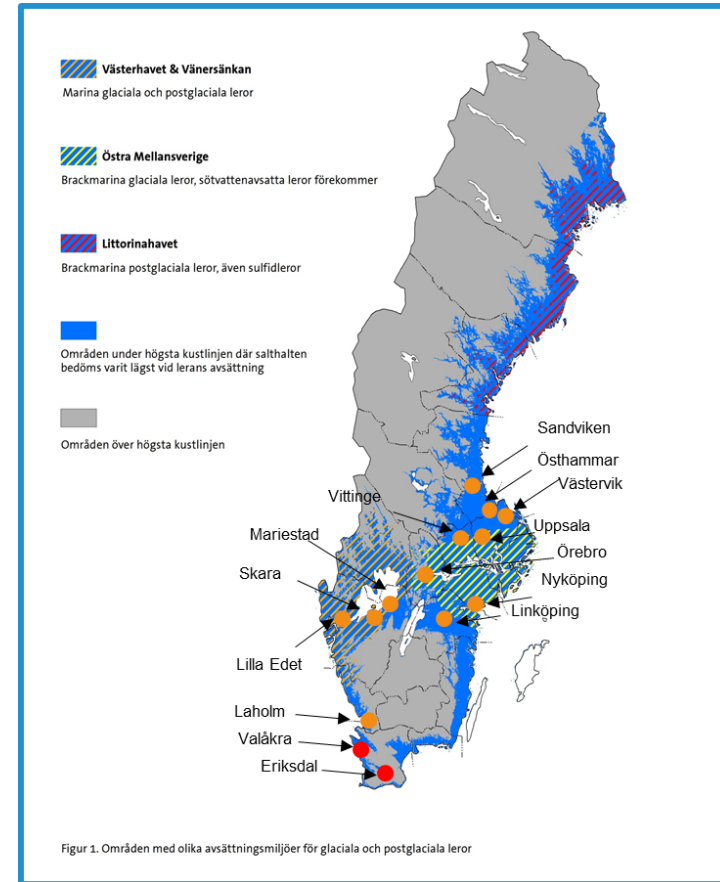 Västerhavet & Vänersänkan
Marina glaciala och postglaciala leror
Östra Mellansverige
Brackmarina glaciala leror, sötvattenavsatta leror förekommer
Littorinahavet
Brackmarina postglaciala leror, även sulfidleror
Områden under högsta kustlinjen där salthalten
bedöms varit lägst vid lerans avsättning
Områden över högsta kustlinjen
Sandviken
Östhammar
Västervik
Vittinge
Uppsala
Mariestad
Örebro
Skara
Nyköping
Linköping
Lilla Edet
Laholm
Valåkra
Eriksdal
Figur 1. Områden med olika avsättningsmiljöer för glaciala och postglaciala leror